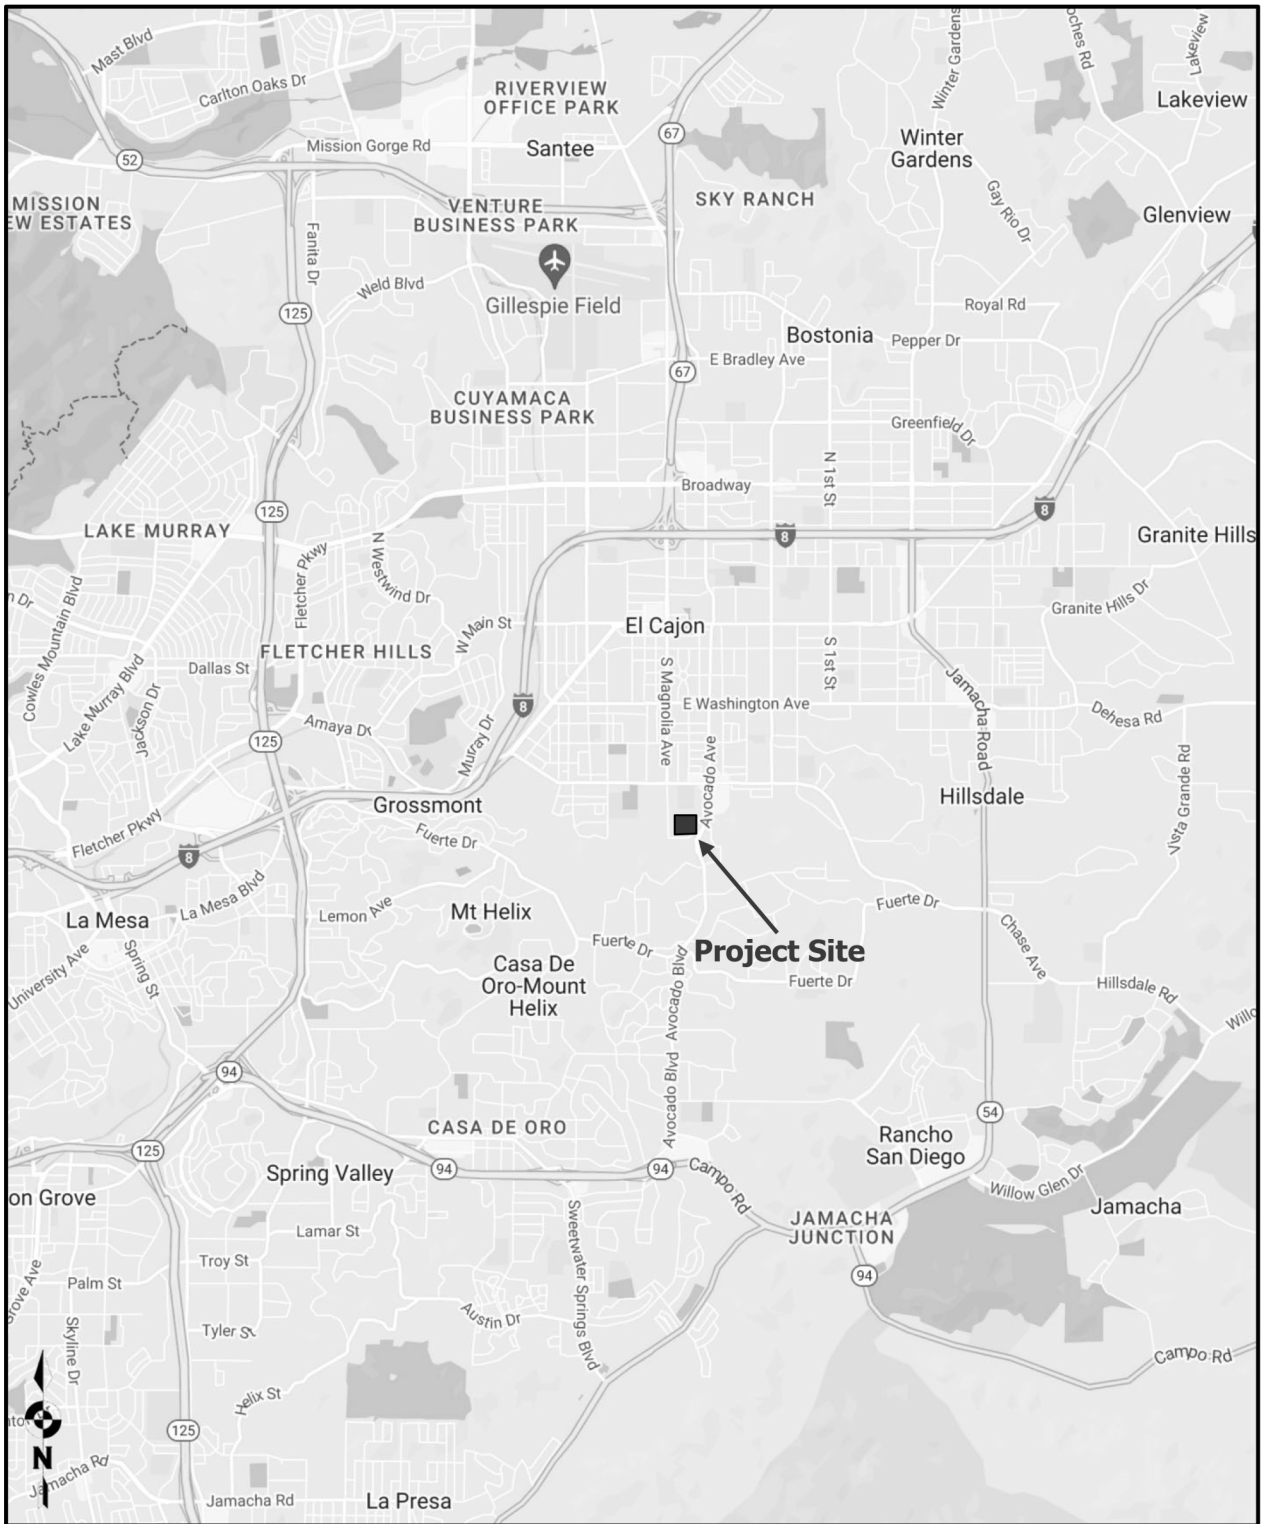 Mast Blvd
Carlton Oaks Dr
RIVERVIEW
OFFICE PARK
Winter Gardens
oches Rd
Lakeview
Lakeview
52
Mission Gorge Rd
Santee
67
Winter
Gardens
MISSION
EW ESTATES
VENTURE
BUSINESS PARK
SKY RANCH
Gay Rio Dr
Glenview
Fanita Dr
Weld Blvd
Gillespie Field
125
Royal Rd
Bostonia
Pepper Dr
E Bradley Ave
67
CUYAMACA
BUSINESS PARK
Greenfield Dr
N 1st St
Broadway
125
8
8
LAKE MURRAY
Granite Hills
Fletcher Pkwy
N Westwind Dr
n Dr
Cowles Mountain Blvd
Granite Hills Dr
W Main St
El Cajon
FLETCHER HILLS
Dallas St
S 1st St
Lake Murray Blvd
Jackson Dr
S Magnolia Ave
E Washington Ave
Jamacha Road
Dehesa Rd
8
Amaya Dr
Murray Dr
125
Avocado Ave
Vista Grande Rd
Grossmont
Hillsdale
Fletcher Pkwy
Fuerte Dr
8
La Mesa Blvd
La Mesa
Lemon Ave
Mt Helix
Fuerte Dr
Chase Ave
University Ave
Spring St
Fuerte Dr
Project Site
Casa De
Oro-Mount
Helix
Avocado Blvd
Fuerte Dr
Hillsdale Rd
Willo
94
Avocado Blvd
54
CASA DE ORO
Rancho
San Diego
125
Spring Valley
94
94
Campo Rd
Willow Glen Dr
on Grove
Jamacha
Lamar St
Sweetwater Springs Blvd
JAMACHA
JUNCTION
Troy St
94
Grove Ave
Palm St
Skyline Dr
Tyler St
Austin Dr
Campo Rd
Helix St
125
N
Jamacha Rd
Jamacha Rd
La Presa